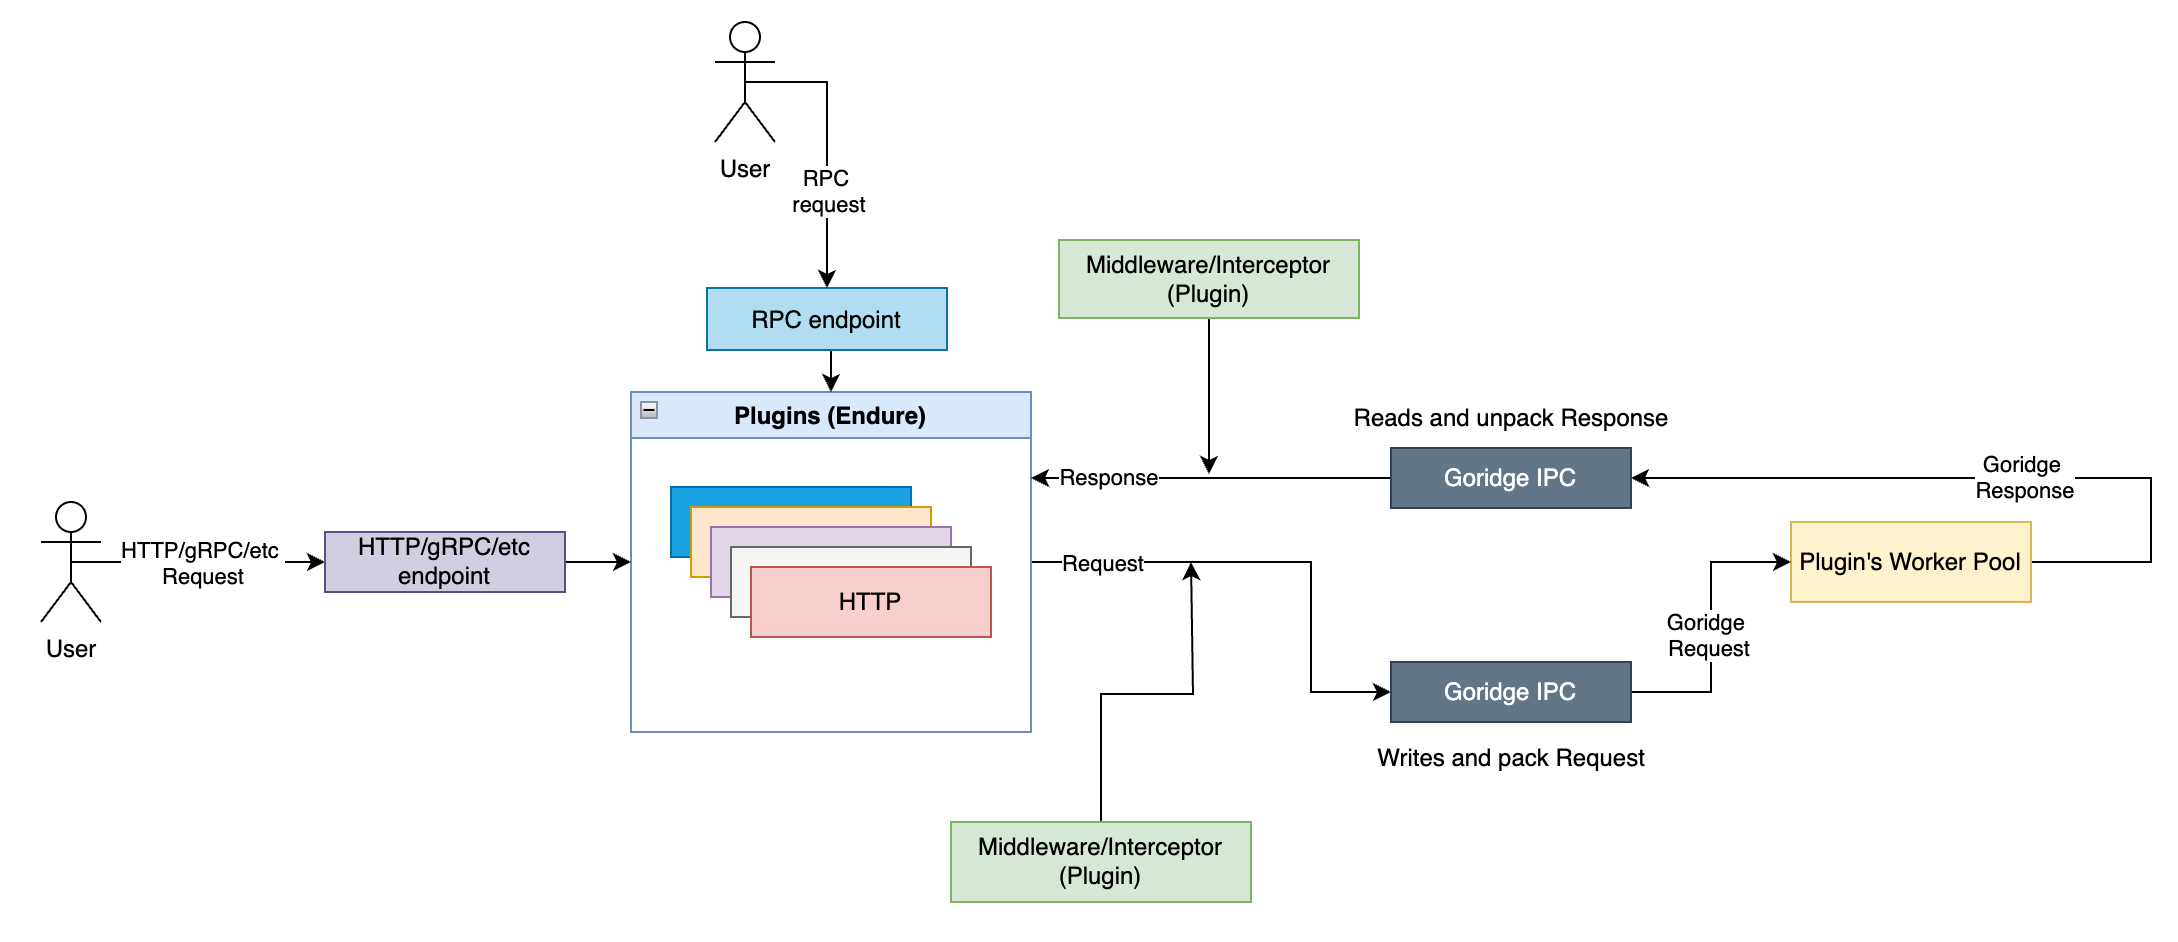 User
RPC
request
RPC endpoint
Middleware/Interceptor
(Plugin)
Plugins (Endure)
HTTP
User
HTTP/gRPC/etc
Request
HTTP/gRPC/etc
endpoint
Response
Request
Reads and unpack Response
Goridge IPC
Goridge
Response
Plugin's Worker Pool
Goridge
Request
Goridge IPC
Writes and pack Request
Middleware/Interceptor
(Plugin)